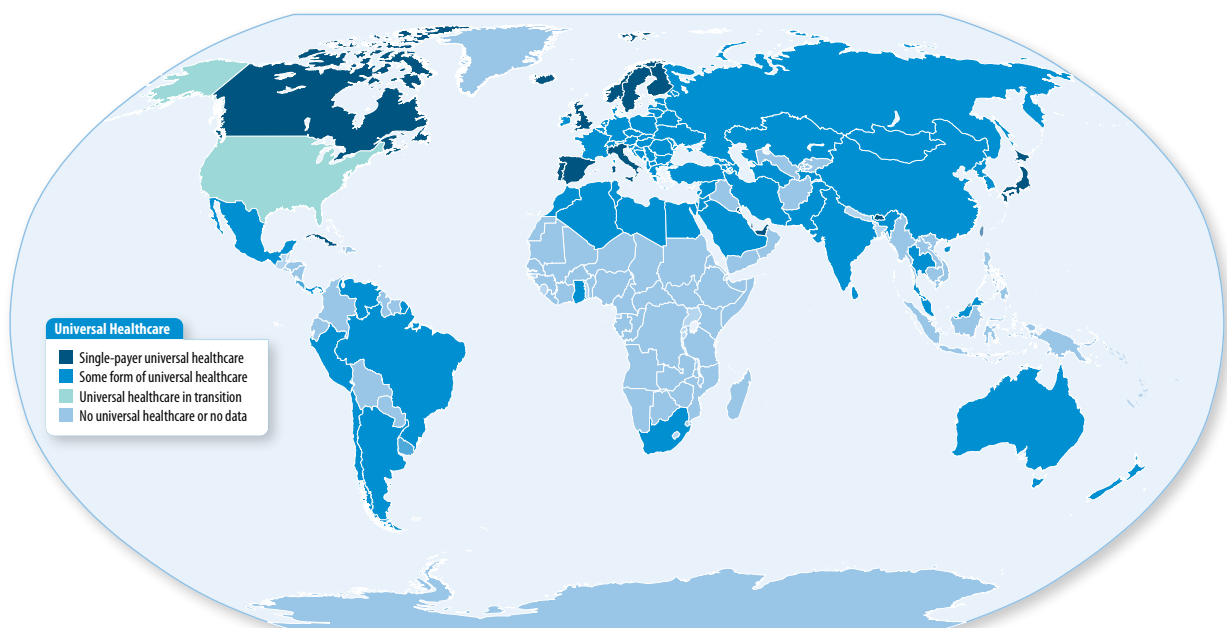 Universal Healthcare
Single-payer universal healthcare
Some form of universal healthcare
Universal healthcare in transition
No universal healthcare or no data